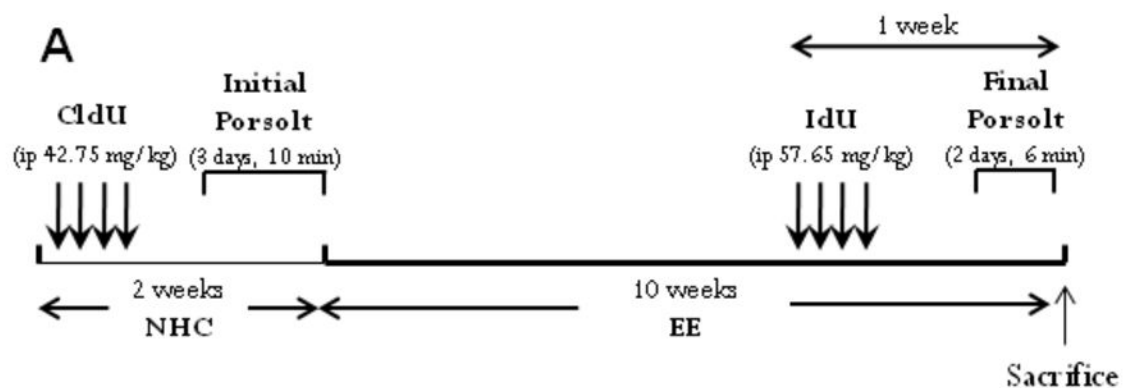 A
1 week
CldU
(ip 42.75 mg/kg)
Initial
Porsolt
(3 days, 10 min)
IdU
(ip 57.65 mg/kg)
Final
Porsolt
(2 days, 6 min)
2 weeks
NHC
10 weeks
EE
Sacrifice